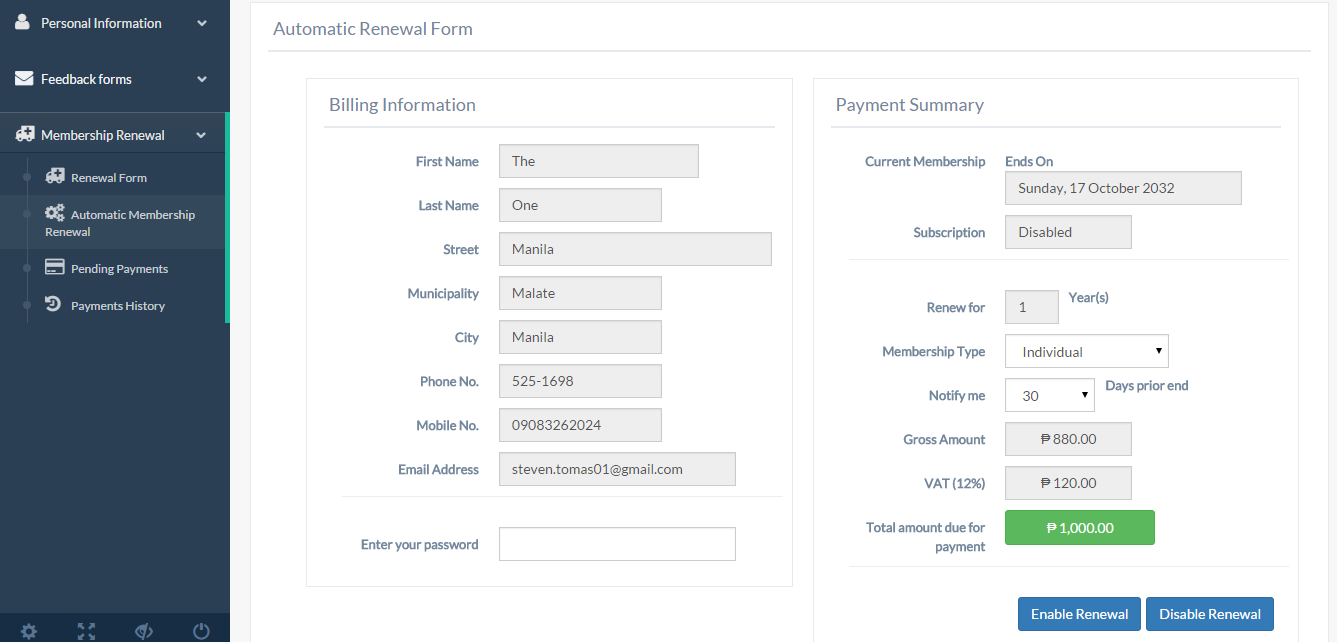 Personal Information
Feedback forms
Membership Renewal
Renewal Form
Automatic Membership
Renewal
Pending Payments
Payments History
Automatic Renewal Form
Billing Information
First Name The
Last Name One
Street Manila
Municipality Malate
City Manila
Phone No. 525-1698
Mobile No. 09083262024
Email Address steven.tomas01@gmail.com
Enter your password
Payment Summary
Current Membership Ends On
Sunday, 17 October 2032
Subscription Disabled
Renew for 1 Year(s)
Membership Type Individual
Notify me 30 Days prior end
Gross Amount ₱ 880.00
VAT (12%) ₱ 120.00
Total amount due for
payment
₱ 1,000.00
Enable Renewal Disable Renewal